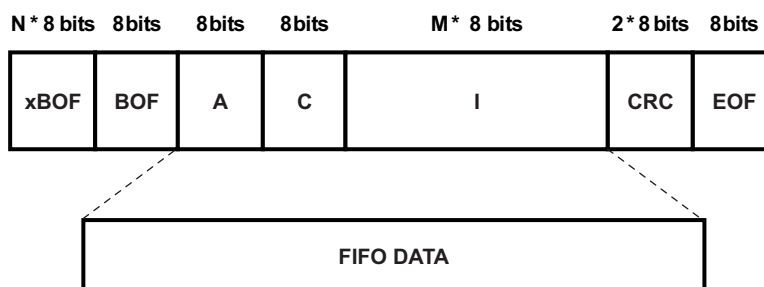 N * 8 bits 8bits 8bits 8bits M * 8 bits 2 * 8 bits 8bits
xBOF BOF A C I CRC EOF
FIFO DATA